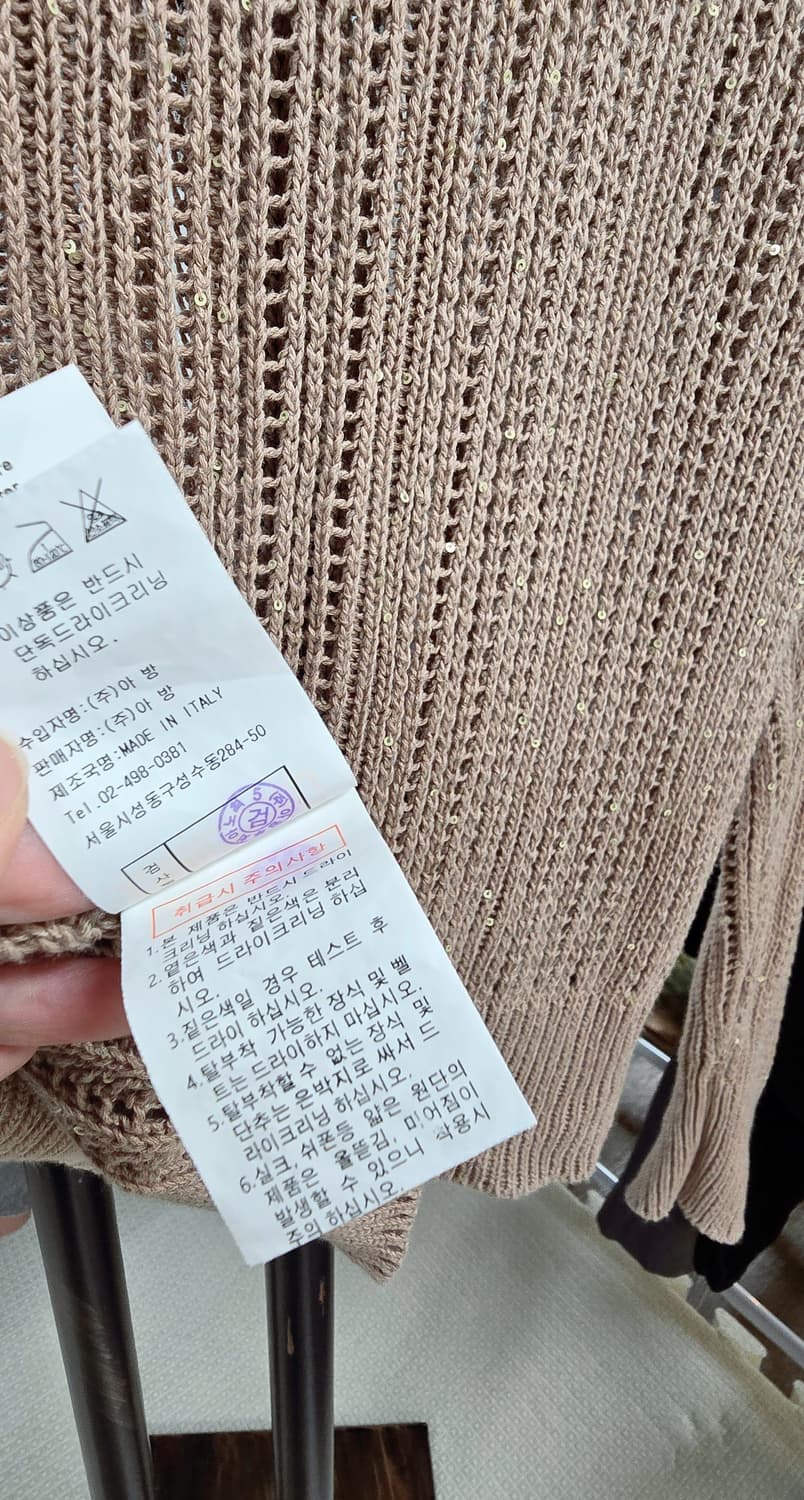 이상품은 반드시
단독드라이크리닝
하십시오.
수입자명:(주)아 방
판매자명:(주)아 방
제조국명:MADE IN ITALY
Tel 02-498-0381
서울시성동구성수동284-50
5
검
검
사
취급시 주의사항
1.본 제품은 반드시 드라이
크리닝 하십시오.
2.옅은색과 짙은색은 분리
하여 드라이크리닝 하십
시오.
3.짙은색일 경우 테스트 후
드라이 하십시오.
4.탈부착 가능한 장식 및 벨
트는 드라이하지 마십시오.
5.탈부착할 수 없는 장식 및
단추는 은박지로 싸서 드
라이크리닝 하십시오.
6.실크,쉬폰등 얇은 원단의
제품은 올뜯김, 미어짐이
발생할 수 있으니 착용시
주의 하십시오.